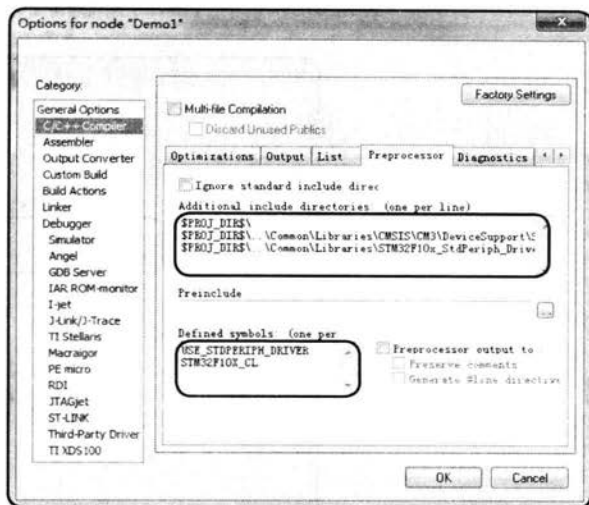 Options for node "Demo1"
Category:
General Options
C/C++ Compiler
Assembler
Output Converter
Custom Build
Build Actions
Linker
Debugger
Simulator
Angel
GDB Server
IAR ROM-monitor
I-jet
J-Link/J-Trace
TI Stellaris
Macraigor
PE micro
RDI
JTAGjet
ST-LINK
Third-Party Driver
TI XDS100
Factory Settings
Multi-file Compilation
Discard Unused Publics
Optimizations Output List Preprocessor Diagnostics
Ignore standard include direc
Additional include directories (one per line)
$PROJ_DIR$\
$PROJ_DIR$\..\Common\Libraries\CMSIS\CM3\DeviceSupport\S
$PROJ_DIR$\..\Common\Libraries\STM32F10x_StdPeriph_Drive
Preinclude
...
Defined symbols (one per
USE_STDPERIPH_DRIVER
STM32F10X_CL
Preprocessor output to
Preserve comments
Generate #line directive
OK Cancel